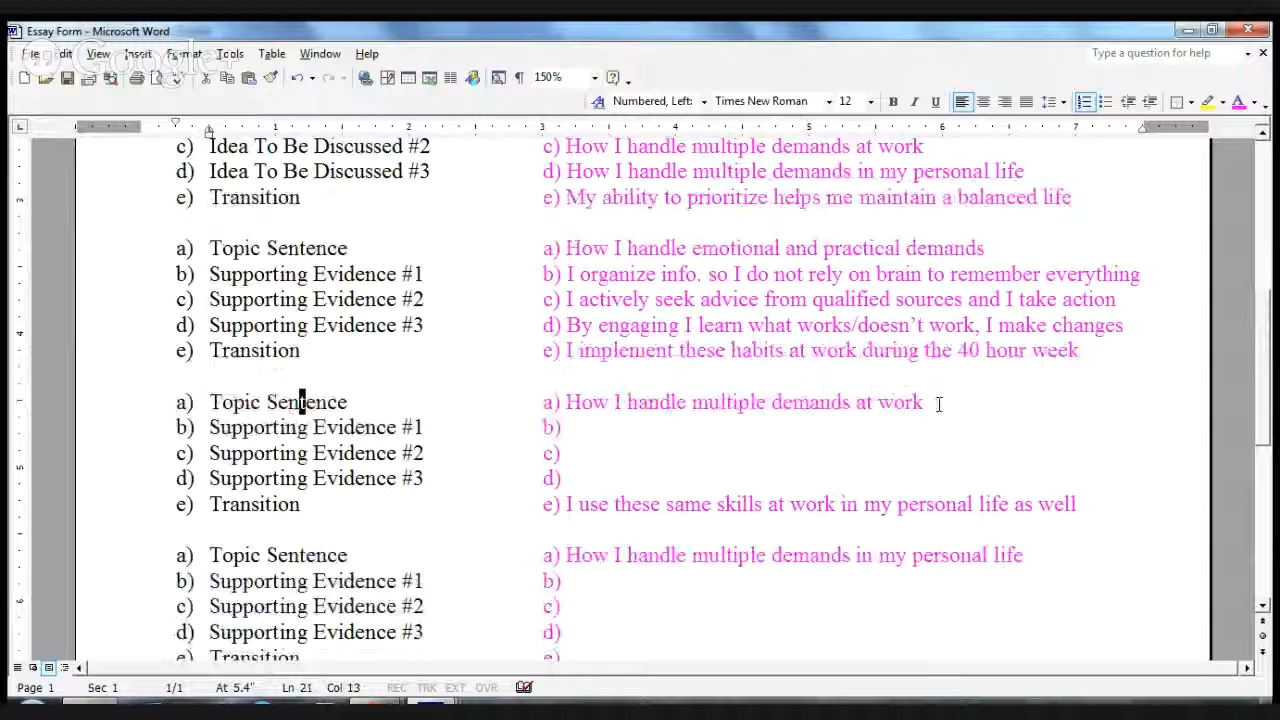 Essay Form - Microsoft Word
File Edit View Insert Format Tools Table Window Help Type a question for help
Google+
150%
Numbered, Left: Times New Roman 12 B I U
1 2 3 4 5 6 7
c) Idea To Be Discussed #2 c) How I handle multiple demands at work
d) Idea To Be Discussed #3 d) How I handle multiple demands in my personal life
e) Transition e) My ability to prioritize helps me maintain a balanced life
a) Topic Sentence a) How I handle emotional and practical demands
b) Supporting Evidence #1 b) I organize info. so I do not rely on brain to remember everything
c) Supporting Evidence #2 c) I actively seek advice from qualified sources and I take action
d) Supporting Evidence #3 d) By engaging I learn what works/doesn't work, I make changes
e) Transition e) I implement these habits at work during the 40 hour week
a) Topic Sentence a) How I handle multiple demands at work
b) Supporting Evidence #1 b)
c) Supporting Evidence #2 c)
d) Supporting Evidence #3 d)
e) Transition e) I use these same skills at work in my personal life as well
a) Topic Sentence a) How I handle multiple demands in my personal life
b) Supporting Evidence #1 b)
c) Supporting Evidence #2 c)
d) Supporting Evidence #3 d)
e) Transition e)
Page 1 Sec 1 1/1 At 5.4" Ln 21 Col 13 REC TRK EXT OVR